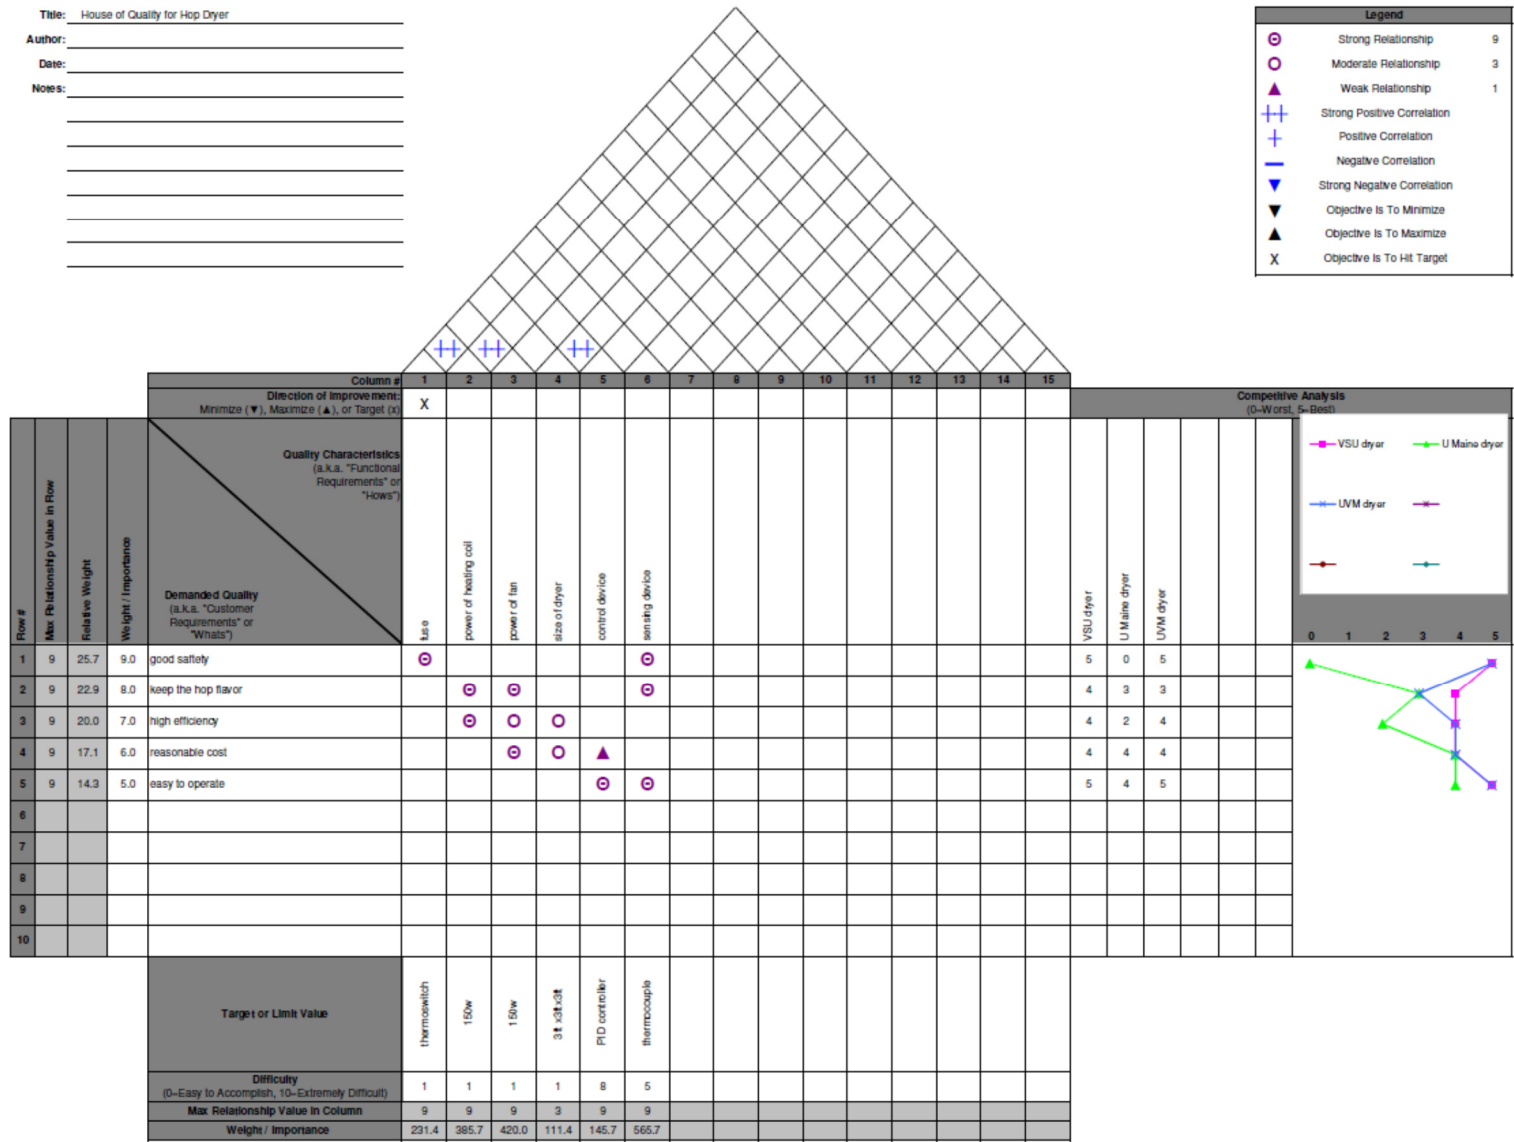 Title: House of Quality for Hop Dryer
Author:
Date:
Notes:
Legend
Strong Relationship 9
Moderate Relationship 3
Weak Relationship 1
Strong Positive Correlation
Positive Correlation
Negative Correlation
Strong Negative Correlation
Objective Is To Minimize
Objective Is To Maximize
X Objective Is To Hit Target
Column # 1 2 3 4 5 6 7 8 9 10 11 12 13 14 15
Direction of Improvement:
Minimize (▼), Maximize (▲), or Target (x)
X
Competitive Analysis
(0=Worst, 5=Best)
Row #
Max Relationship Value in Row
Relative Weight
Weight / Importance
Quality Characteristics
(a.k.a. "Functional
Requirements" or
"Hows")
Demanded Quality
(a.k.a. "Customer
Requirements" or
"Whats")
fuse
power of heating coil
power of fan
size of dryer
control device
sensing device
VSU dryer
U Maine dryer
UVM dryer
VSU dryer
U Maine dryer
UVM dryer
0 1 2 3 4 5
1 9 25.7 9.0 good saftety 5 0 5
2 9 22.9 8.0 keep the hop flavor 4 3 3
3 9 20.0 7.0 high efficiency 4 2 4
4 9 17.1 6.0 reasonable cost 4 4 4
5 9 14.3 5.0 easy to operate 5 4 5
6
7
8
9
10
Target or Limit Value
thermoswitch
150w
150w
3ft x3ftx3ft
PID controller
thermocouple
Difficulty
(0=Easy to Accomplish, 10=Extremely Difficult)
1 1 1 1 8 5
Max Relationship Value in Column 9 9 9 3 9 9
Weight / Importance 231.4 385.7 420.0 111.4 145.7 565.7